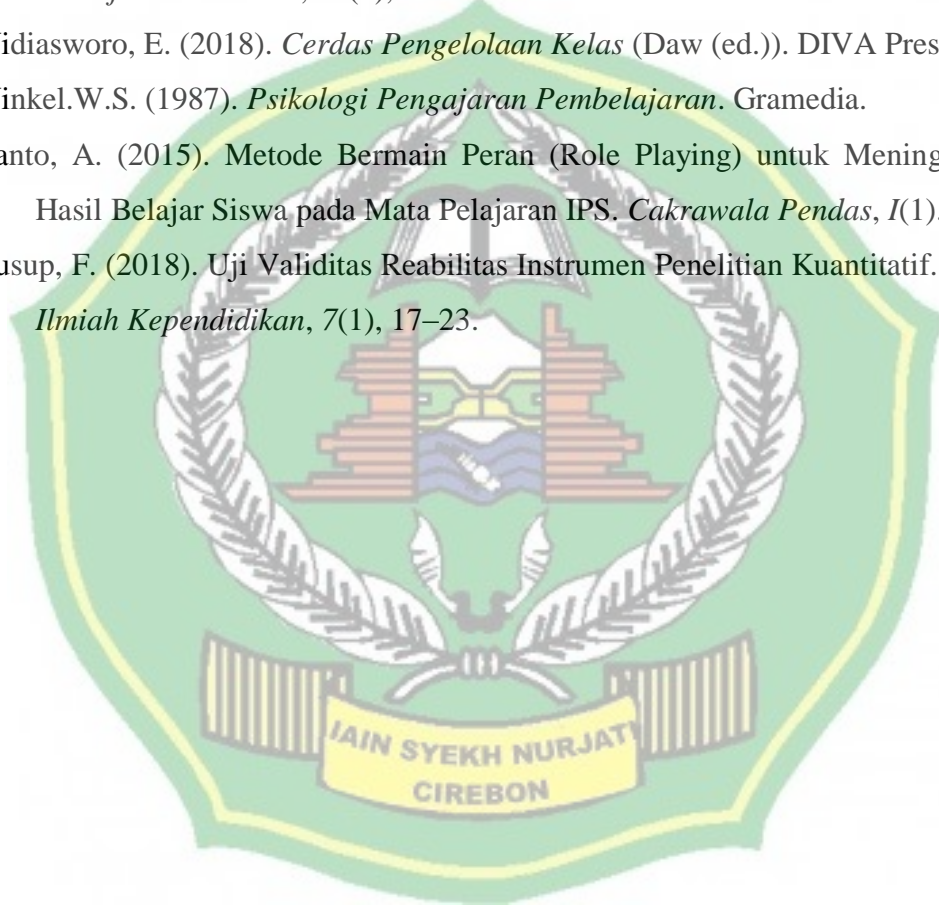 idiasworo, E. (2018). Cerdas Pengelolaan Kelas (Daw (ed.)). DIVA Pres
inkel.W.S. (1987). Psikologi Pengajaran Pembelajaran. Gramedia.
anto, A. (2015). Metode Bermain Peran (Role Playing) untuk Mening
Hasil Belajar Siswa pada Mata Pelajaran IPS. Cakrawala Pendas, I(1).
usup, F. (2018). Uji Validitas Reabilitas Instrumen Penelitian Kuantitatif.
Ilmiah Kependidikan, 7(1), 17–23.
IAIN SYEKH NURJATI
CIREBON